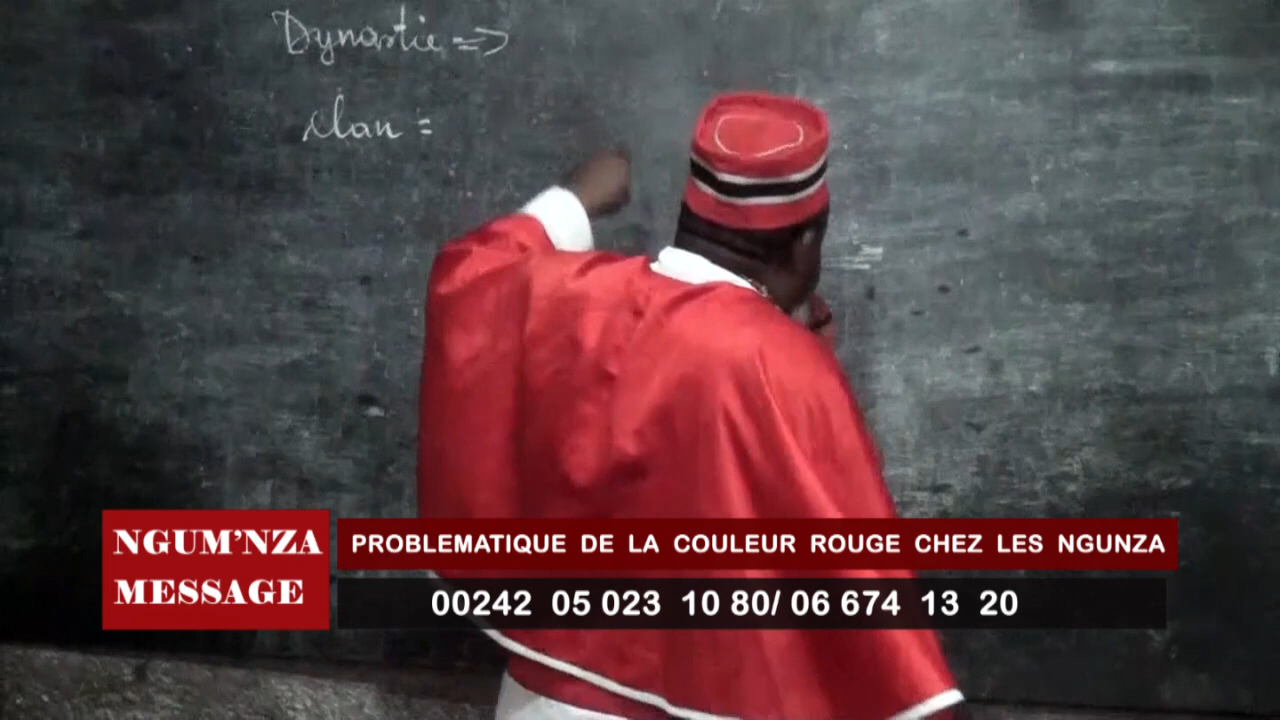 Dynastie =>
clan =
NGUM'NZA
MESSAGE
PROBLEMATIQUE DE LA COULEUR ROUGE CHEZ LES NGUNZA
00242 05 023 10 80/ 06 674 13 20